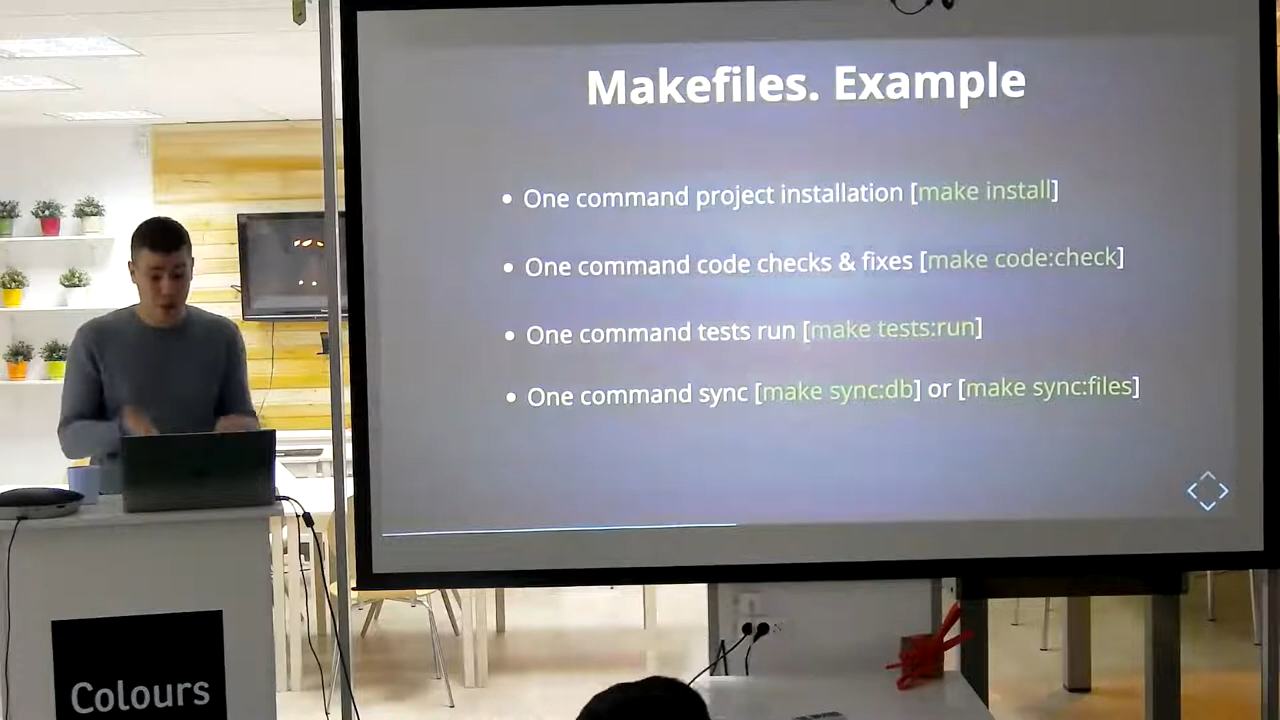 Makefiles. Example
• One command project installation [make install]
• One command code checks & fixes [make code:check]
• One command tests run [make tests:run]
• One command sync [make sync:db] or [make sync:files]
Colours